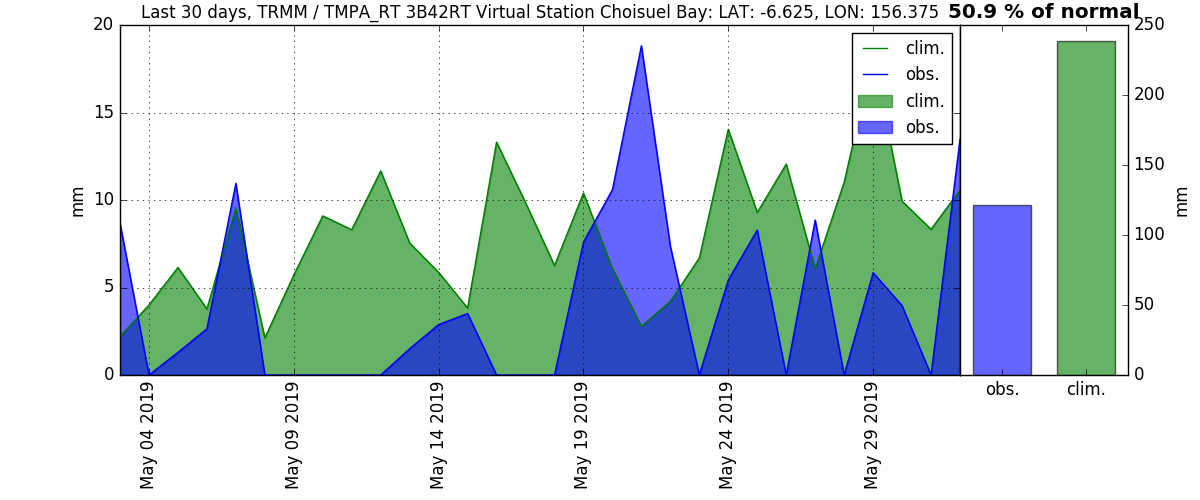 Last 30 days, TRMM / TMPA_RT 3B42RT Virtual Station Choisuel Bay: LAT: -6.625, LON: 156.375
50.9 % of normal
20
15
10
5
0
mm
May 04 2019
May 09 2019
May 14 2019
May 19 2019
May 24 2019
May 29 2019
clim.
obs.
clim.
obs.
250
200
150
100
50
0
mm
obs.
clim.